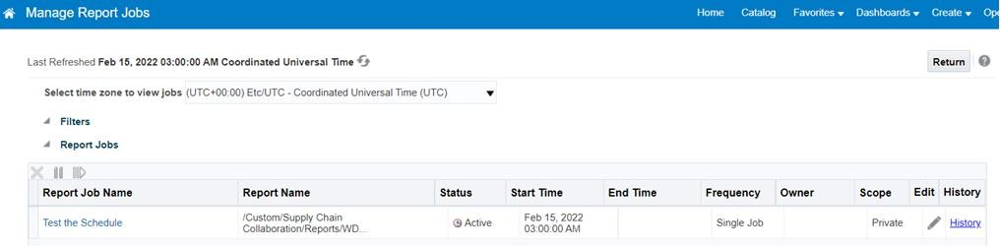 Manage Report Jobs Home Catalog Favorites Dashboards Create
Last Refreshed Feb 15, 2022 03:00:00 AM Coordinated Universal Time Return
Select time zone to view jobs (UTC+00:00) Etc/UTC - Coordinated Universal Time (UTC)
Filters
Report Jobs
Report Job Name Report Name Status Start Time End Time Frequency Owner Scope Edit History
Test the Schedule /Custom/Supply Chain Active Feb 15, 2022 Single Job Private History
Collaboration/Reports/WD... 03:00:00 AM